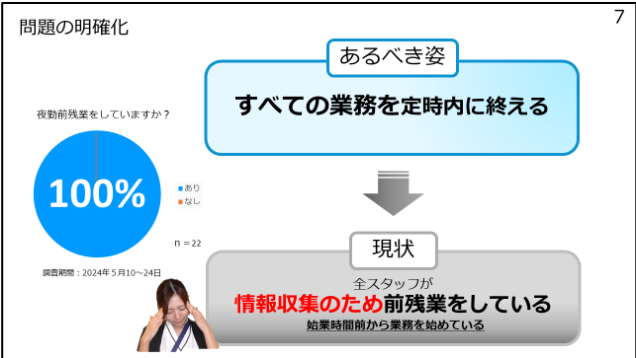 問題の明確化
7
あるべき姿
すべての業務を定時内に終える
夜勤前残業をしていますか？
100%
■あり
■なし
n＝22
調査期間：2024年5月10～24日
現状
全スタッフが
情報収集のため前残業をしている
始業時間前から業務を始めている